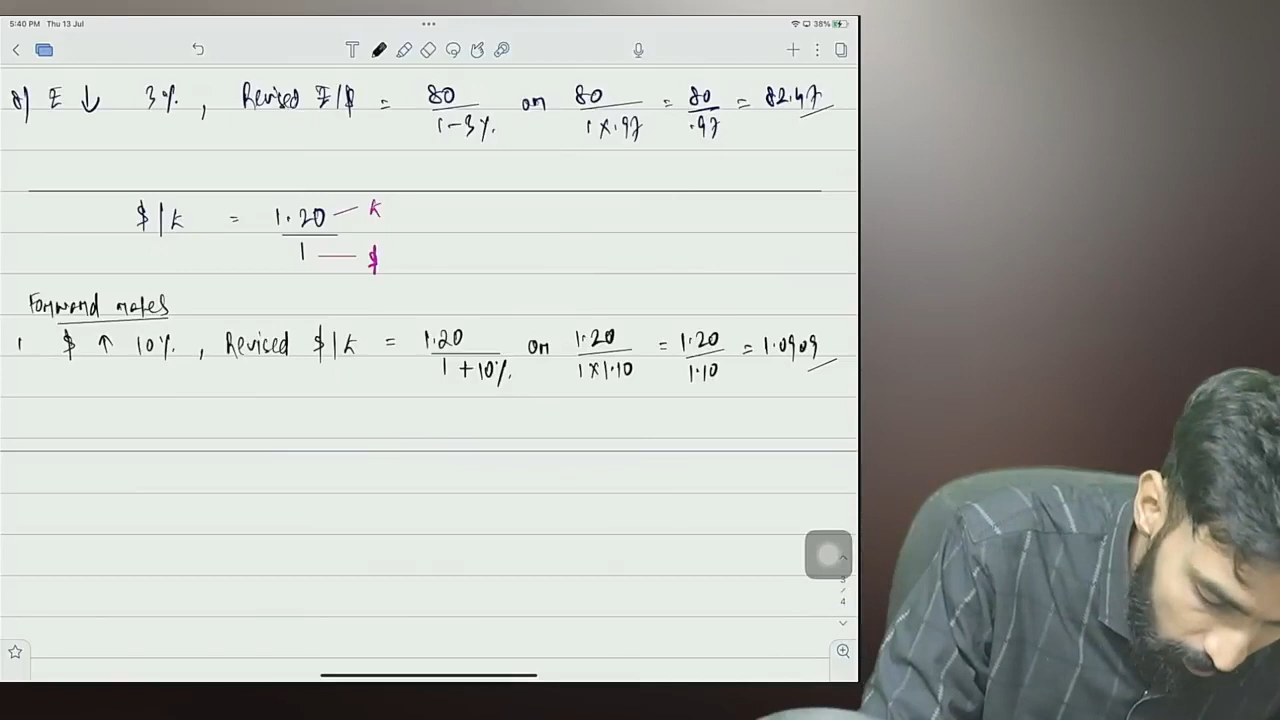 5:40 PM Thu 13 Jul
38%
8) ₤ ↓ 3%, Revised ₹/$ = 80/(1-3%) or 80/(1×.97) = 80/.97 = 82.47
$/K = 1.20/1 K $
Forward rates
1 $ ↑ 10%, Revised $/K = 1.20/(1+10%) or 1.20/(1×1.10) = 1.20/1.10 = 1.0909
3
/
4